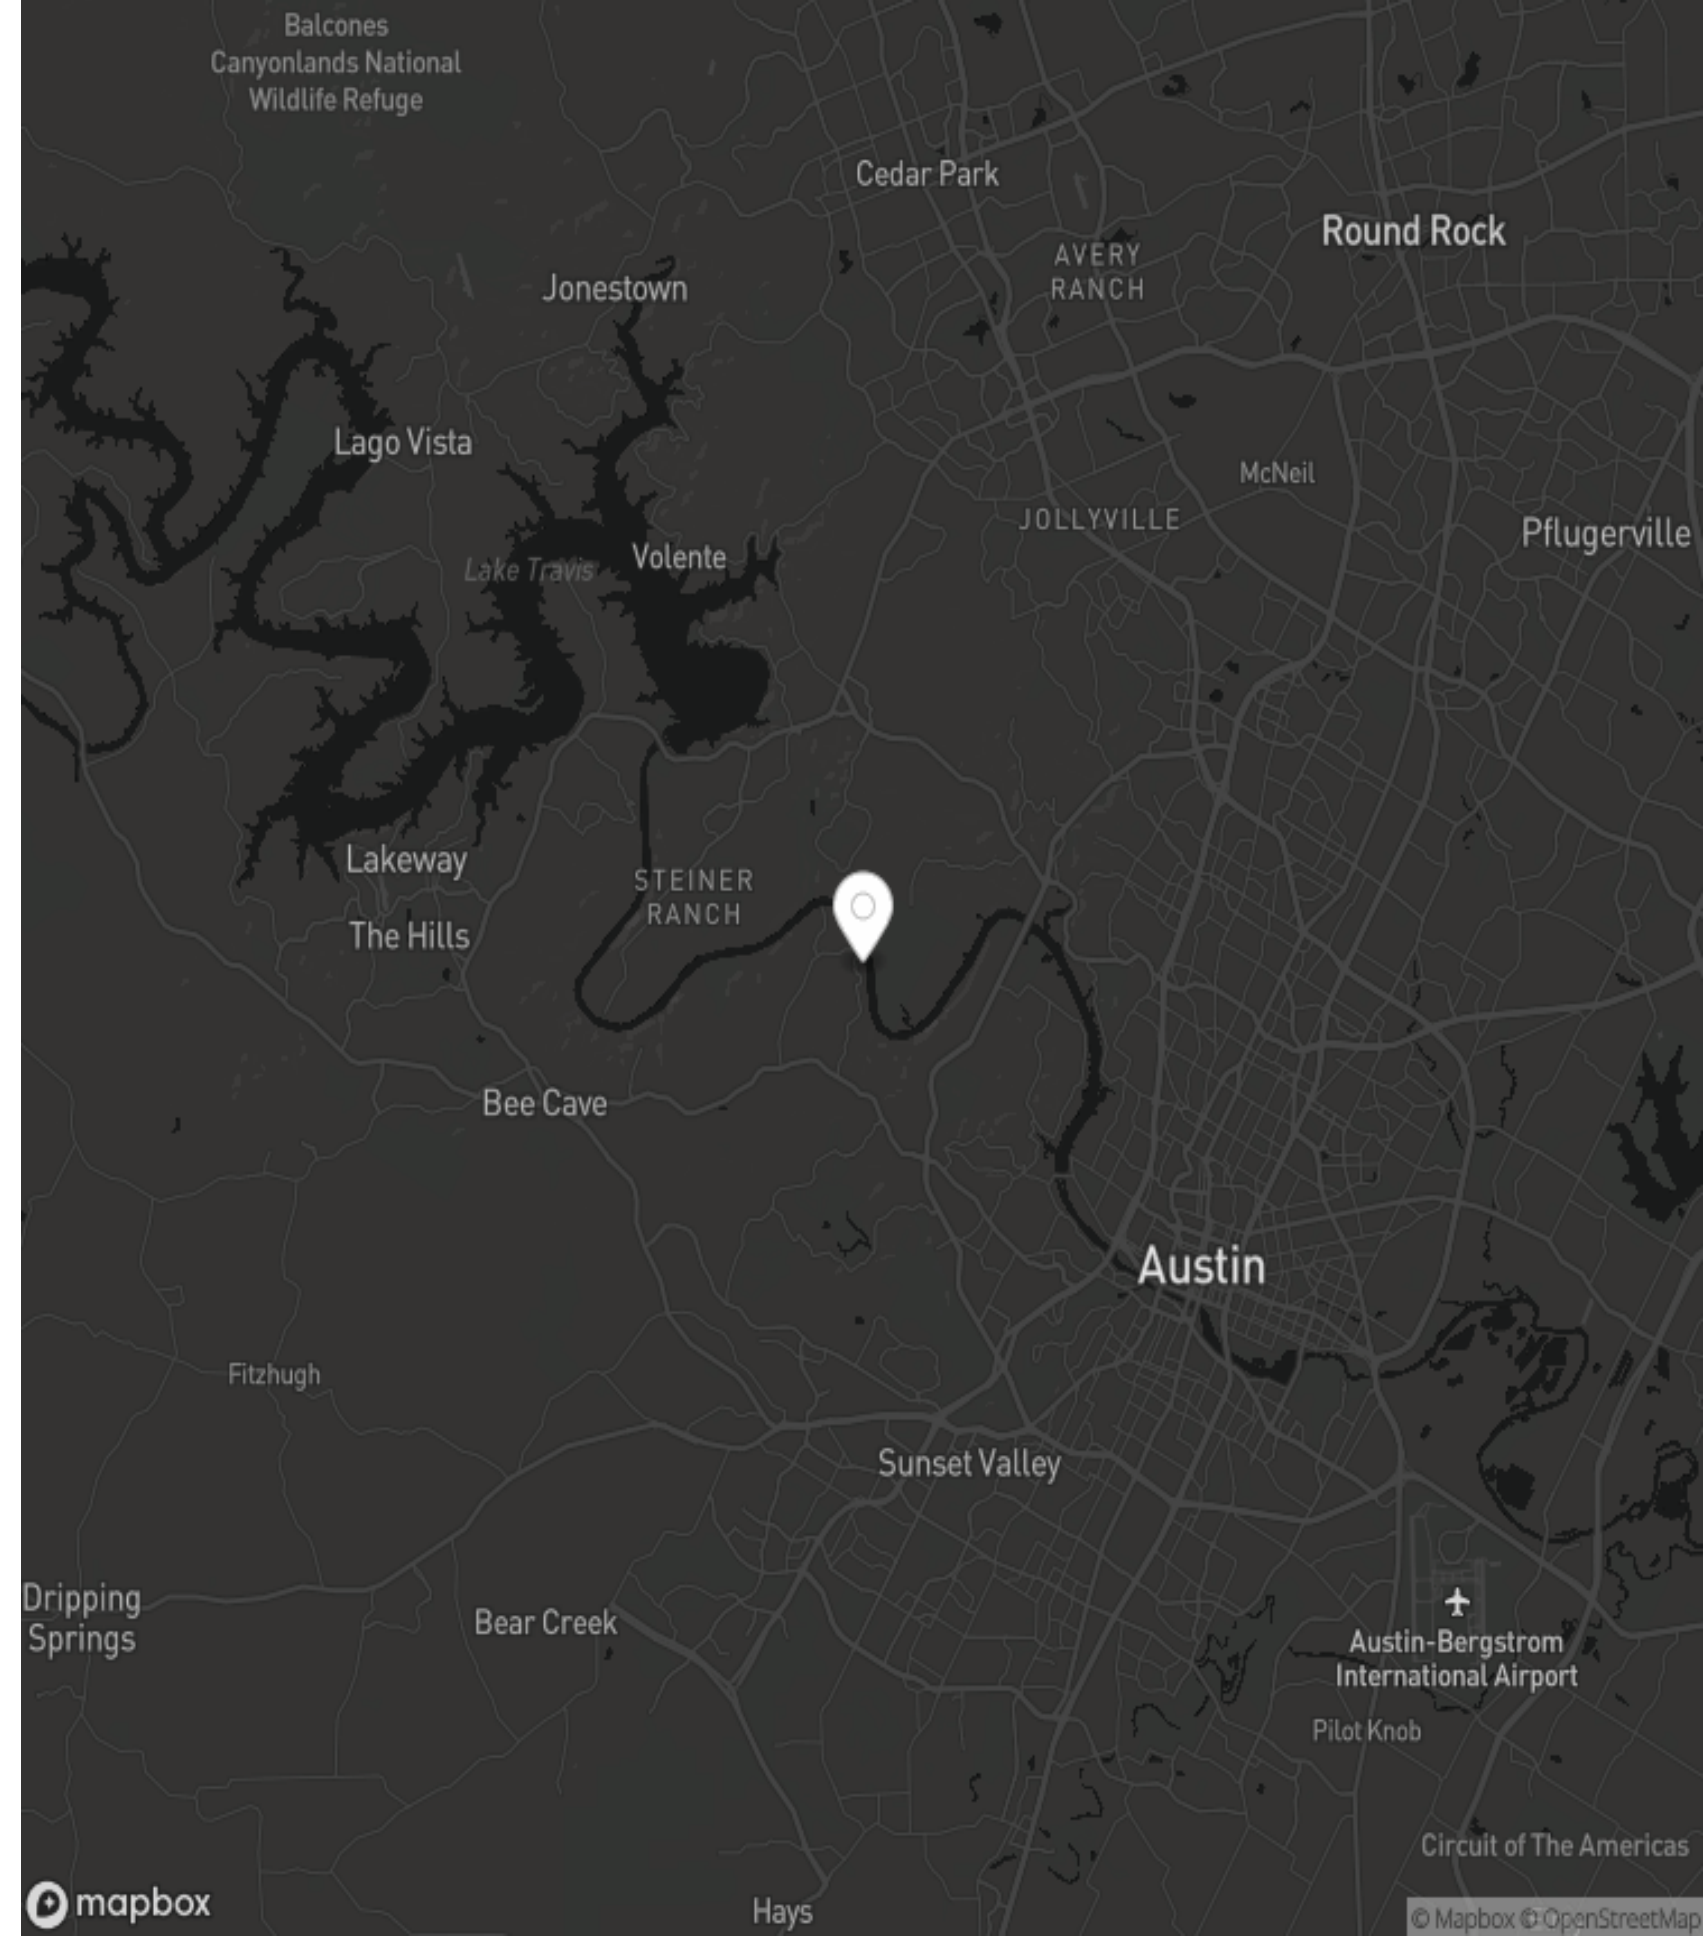 Balcones
Canyonlands National
Wildlife Refuge
Cedar Park
Round Rock
AVERY
RANCH
Jonestown
Lago Vista
McNeil
JOLLYVILLE
Pflugerville
Lake Travis
Volente
Lakeway
STEINER
RANCH
The Hills
Bee Cave
Austin
Fitzhugh
Sunset Valley
Dripping
Springs
Bear Creek
Austin-Bergstrom
International Airport
Pilot Knob
Circuit of The Americas
mapbox
Hays
© Mapbox © OpenStreetMap